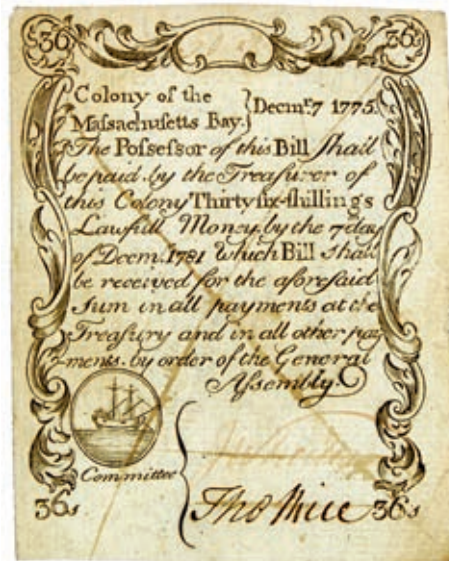 36s 36s
Colony of the
Massachusetts Bay. } Decmr. 7 1775.
The Possessor of this Bill Shall
be paid by the Treasurer of
this Colony Thirty six-shillings
Lawfull Money by the 7 day
of Decem. 1781 Which Bill Shall
be received for the aforesaid
Sum in all payments at the
Treasury and in all other pay
ments by order of the General
Assembly.
Committee
36s 36s